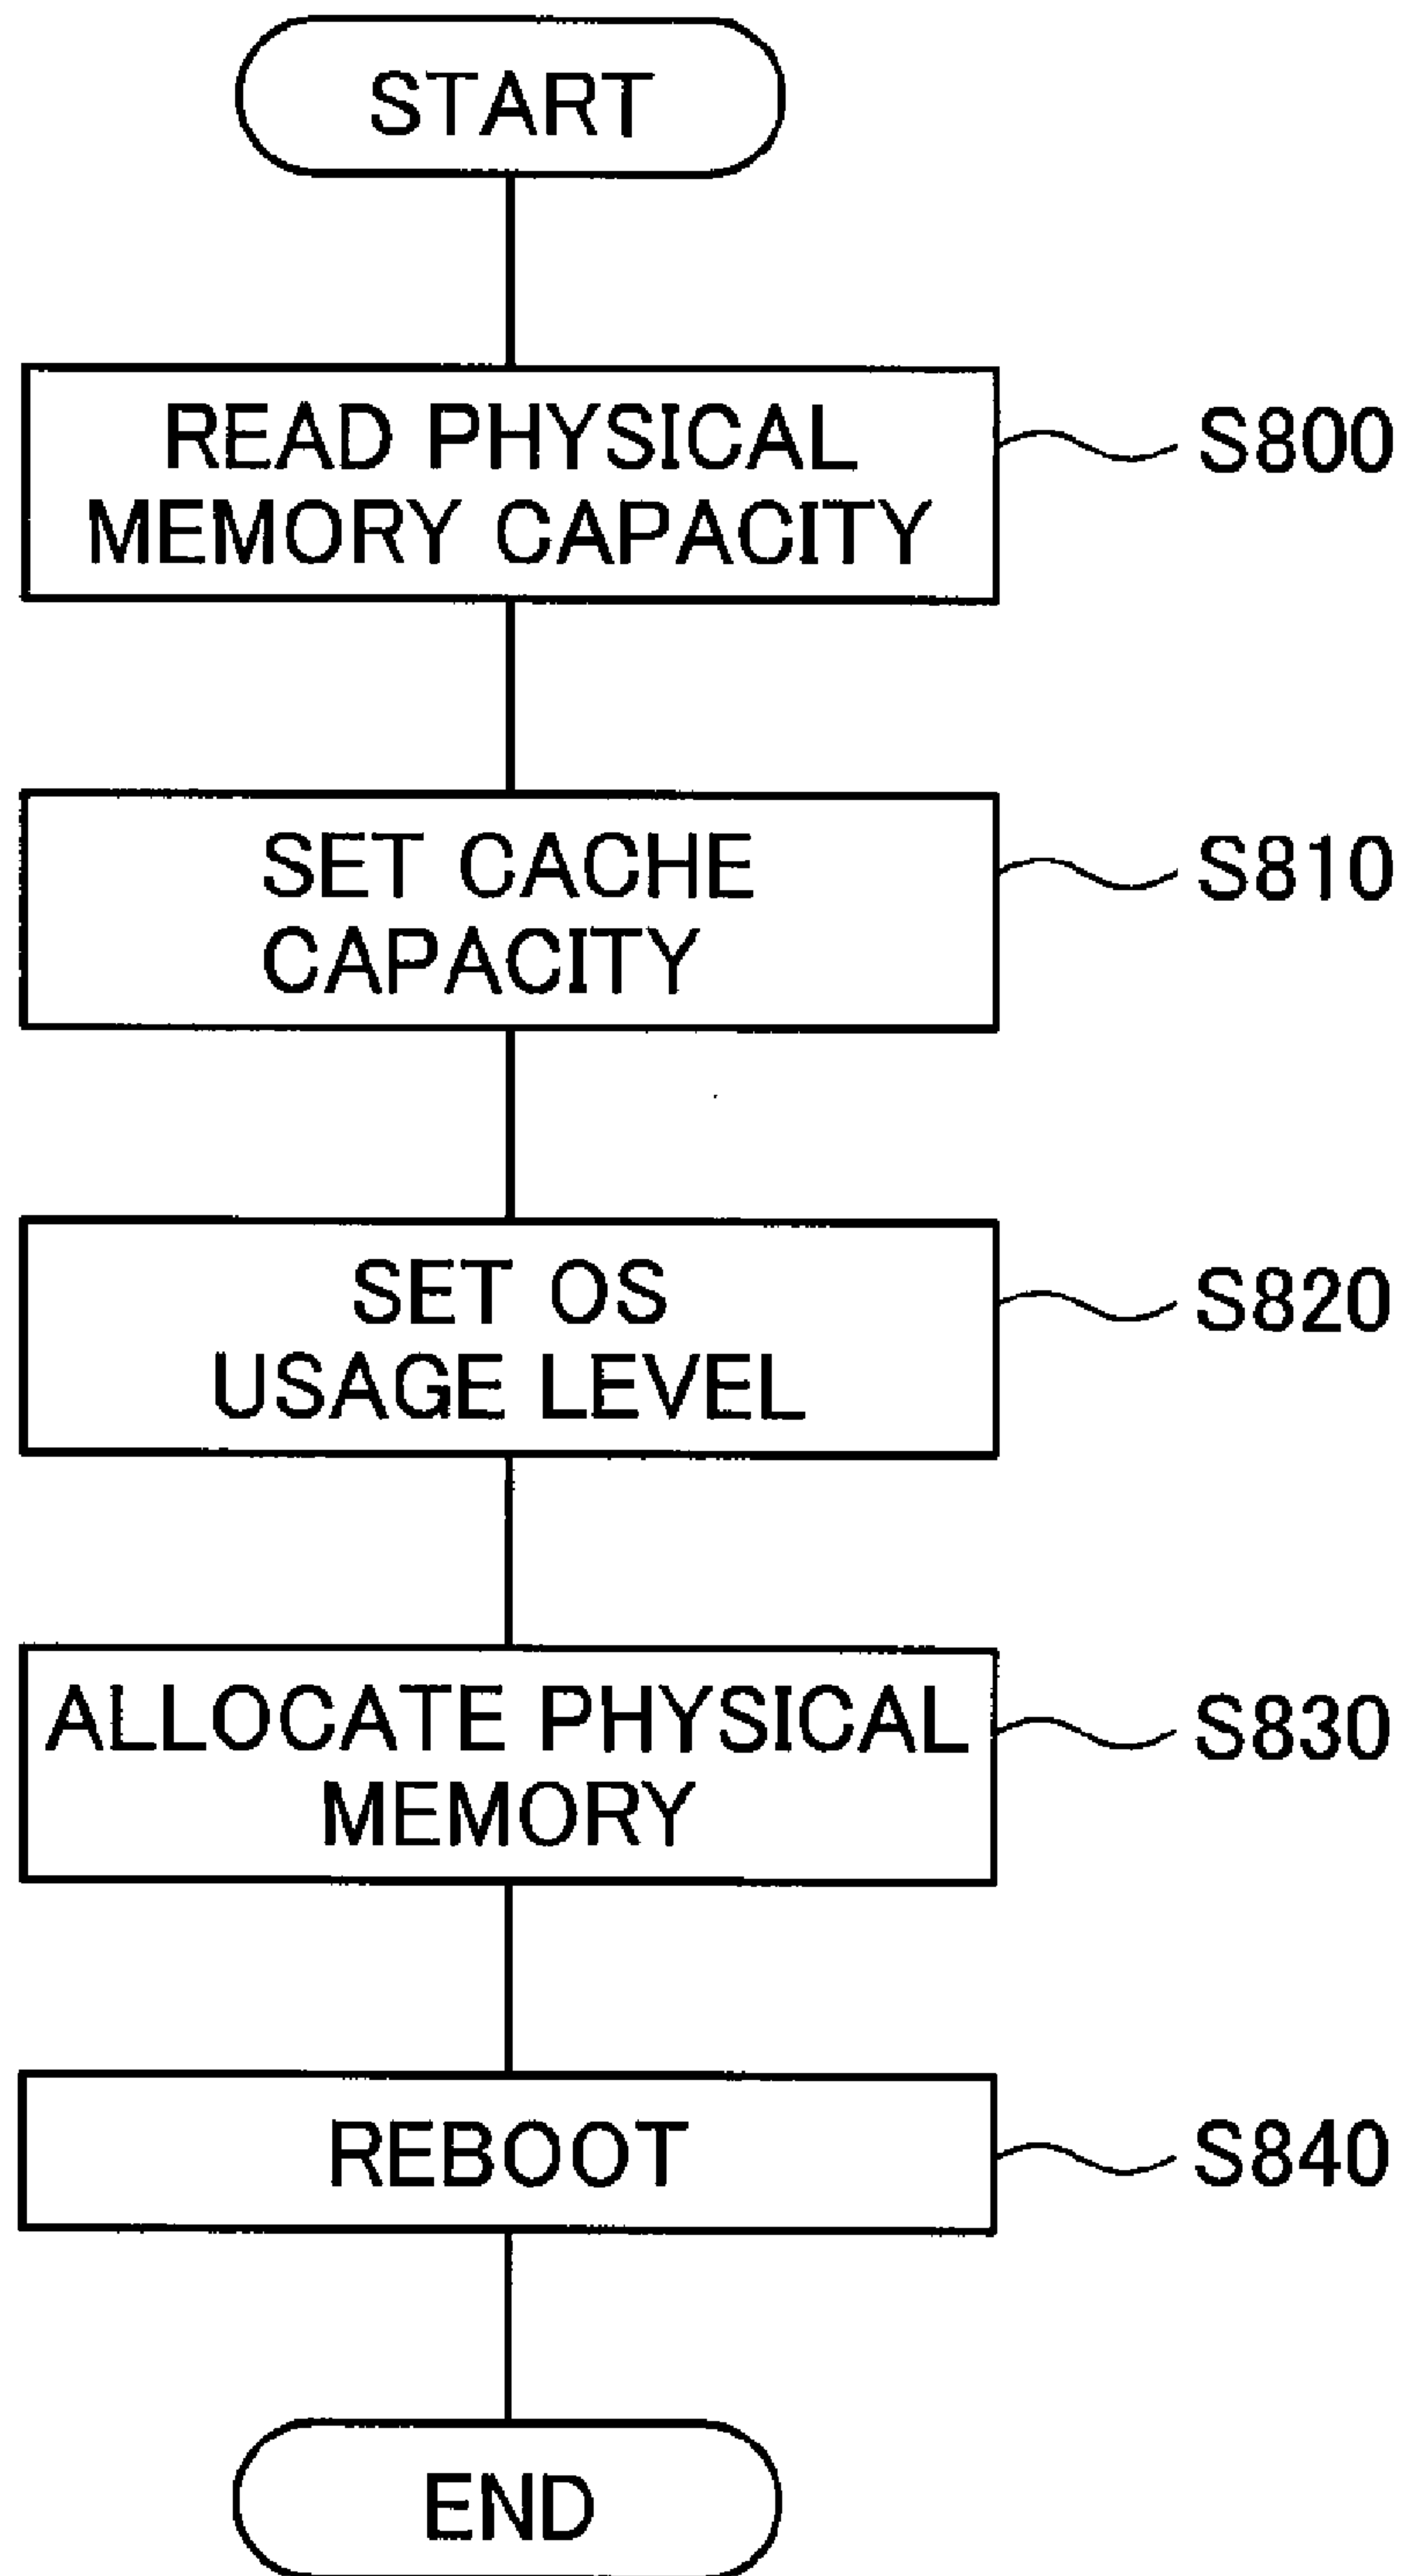 START
READ PHYSICAL
MEMORY CAPACITY
S800
SET CACHE
CAPACITY
S810
SET OS
USAGE LEVEL
S820
ALLOCATE PHYSICAL
MEMORY
S830
REBOOT
S840
END